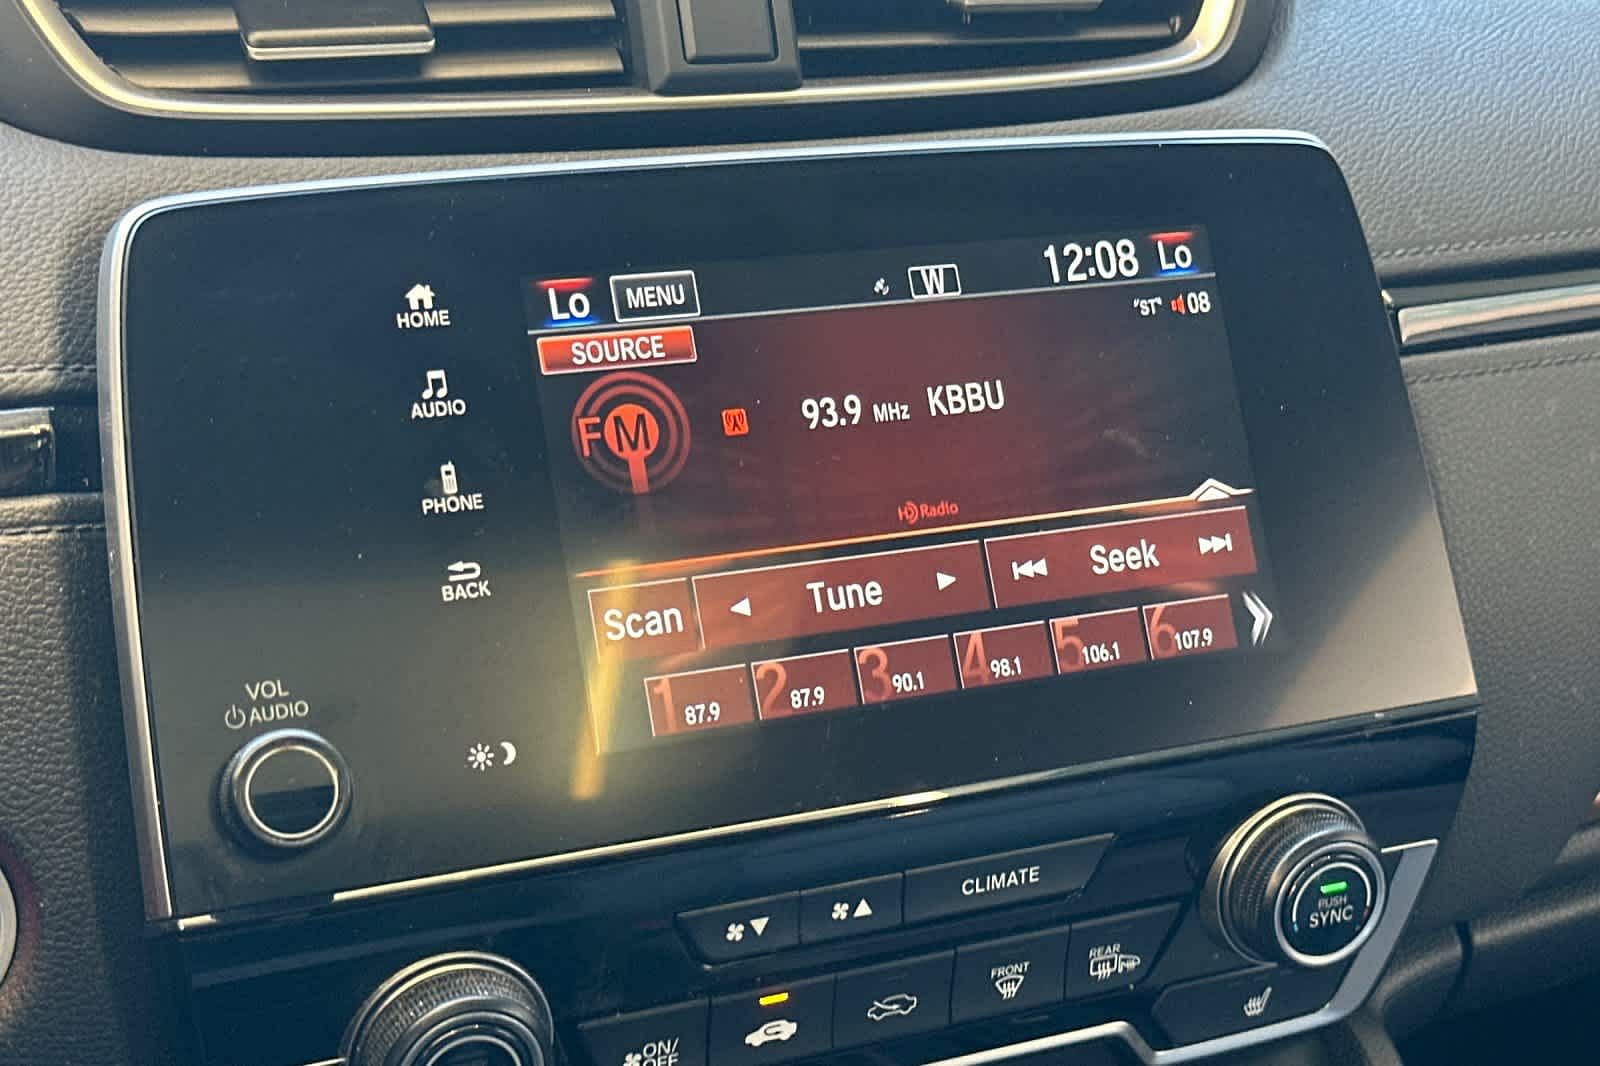 Lo MENU W 12:08 Lo
"ST" 08
SOURCE
FM
93.9 MHz KBBU
HD Radio
Scan Tune Seek
1 87.9 2 87.9 3 90.1 4 98.1 5 106.1 6 107.9
HOME
AUDIO
PHONE
BACK
VOL
AUDIO
CLIMATE
PUSH
SYNC
FRONT
REAR
ON/
OFF